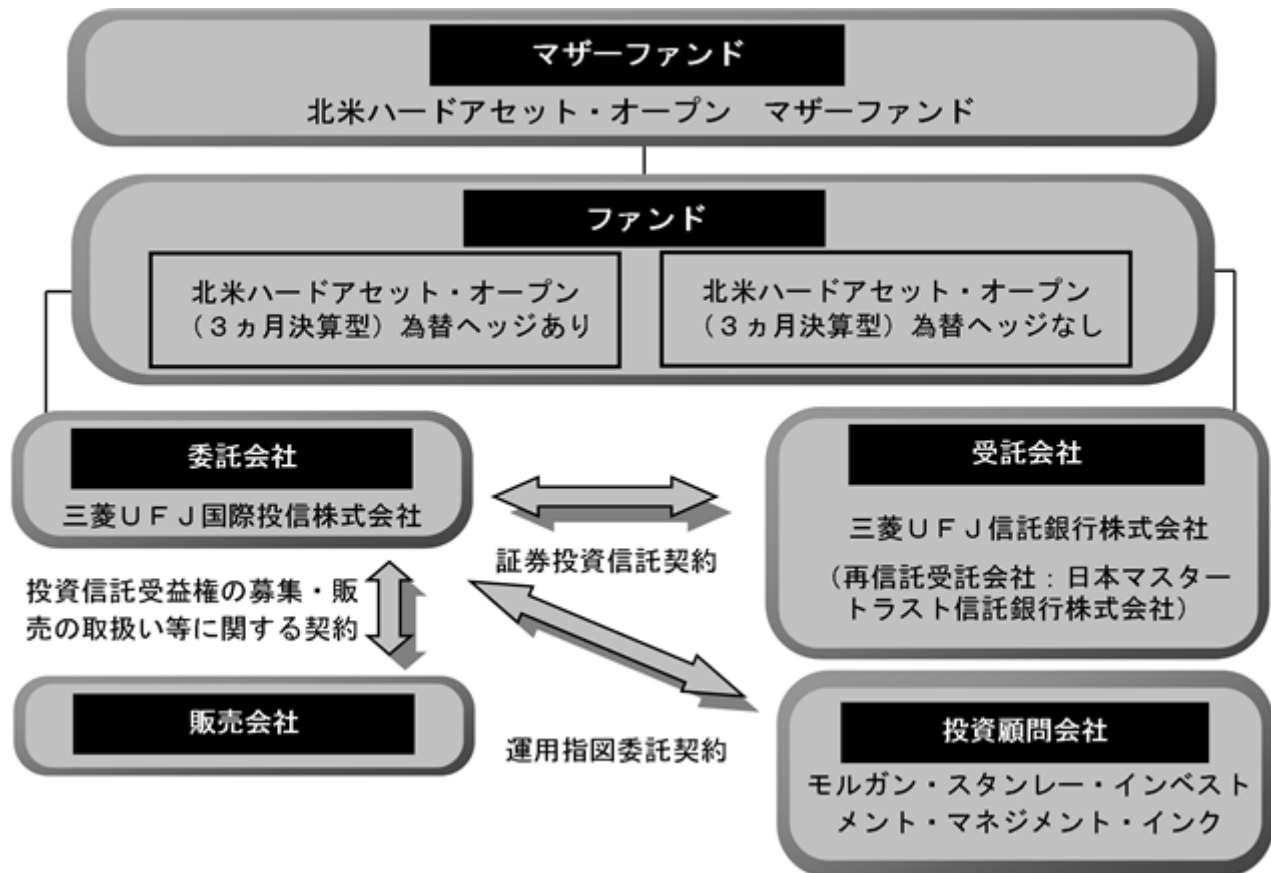 マザーファンド
北米ハードアセット・オープン　マザーファンド
ファンド
北米ハードアセット・オープン
（３ヵ月決算型）為替ヘッジあり
北米ハードアセット・オープン
（３ヵ月決算型）為替ヘッジなし
委託会社
三菱ＵＦＪ国際投信株式会社
受託会社
三菱ＵＦＪ信託銀行株式会社
（再信託受託会社：日本マスター
トラスト信託銀行株式会社）
証券投資信託契約
投資信託受益権の募集・販
売の取扱い等に関する契約
販売会社
運用指図委託契約
投資顧問会社
モルガン・スタンレー・インベスト
メント・マネジメント・インク